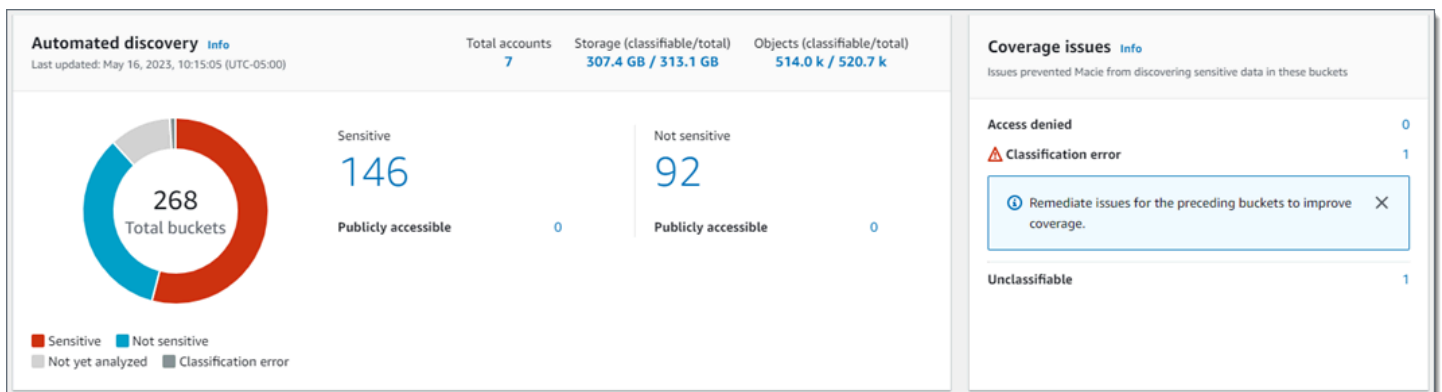 Automated discovery Info
Last updated: May 16, 2023, 10:15:05 (UTC-05:00)
Total accounts
7
Storage (classifiable/total)
307.4 GB / 313.1 GB
Objects (classifiable/total)
514.0 k / 520.7 k
268
Total buckets
Sensitive
146
Publicly accessible 0
Not sensitive
92
Publicly accessible 0
Sensitive Not sensitive
Not yet analyzed Classification error
Coverage issues Info
Issues prevented Macie from discovering sensitive data in these buckets
Access denied 0
Classification error 1
Remediate issues for the preceding buckets to improve
coverage.
Unclassifiable 1